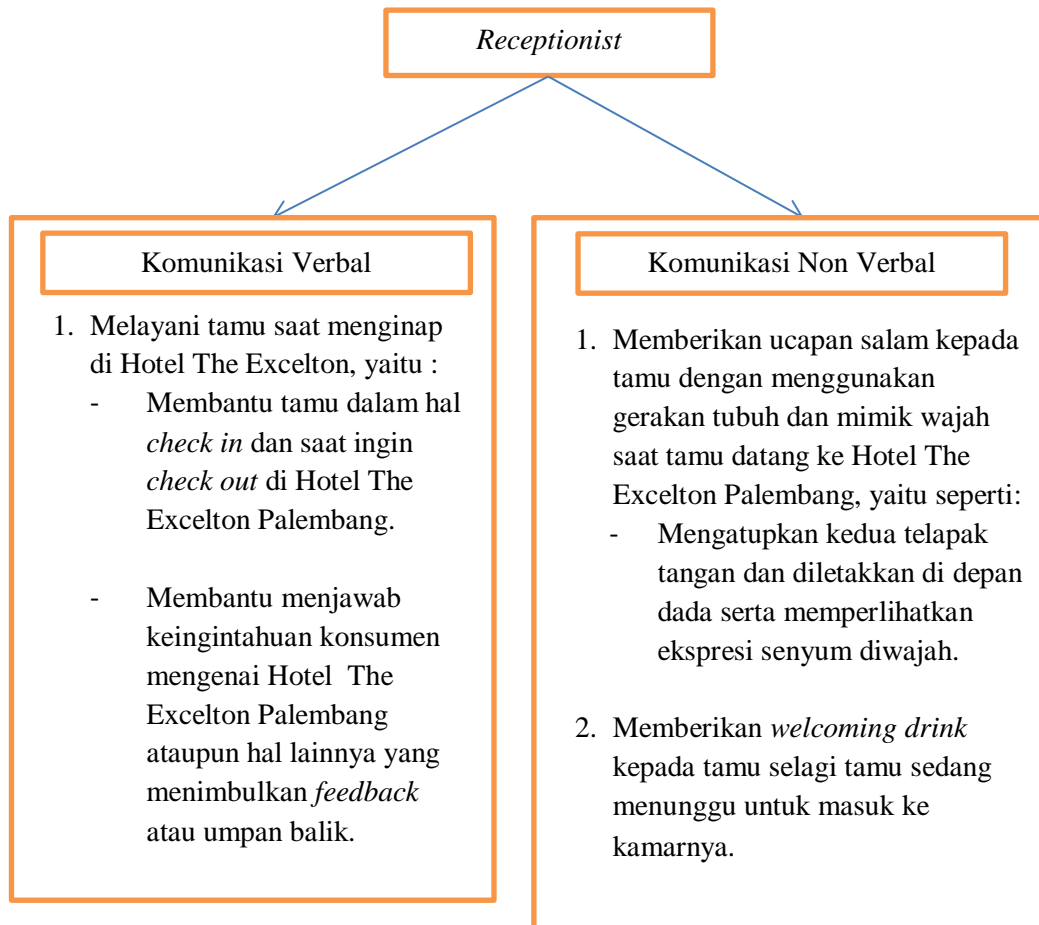 Receptionist
Komunikasi Verbal
1. Melayani tamu saat menginap
di Hotel The Excelton, yaitu :
- Membantu tamu dalam hal
check in dan saat ingin
check out di Hotel The
Excelton Palembang.
- Membantu menjawab
keingintahuan konsumen
mengenai Hotel The
Excelton Palembang
ataupun hal lainnya yang
menimbulkan feedback
atau umpan balik.
Komunikasi Non Verbal
1. Memberikan ucapan salam kepada
tamu dengan menggunakan
gerakan tubuh dan mimik wajah
saat tamu datang ke Hotel The
Excelton Palembang, yaitu seperti:
- Mengatupkan kedua telapak
tangan dan diletakkan di depan
dada serta memperlihatkan
ekspresi senyum diwajah.
2. Memberikan welcoming drink
kepada tamu selagi tamu sedang
menunggu untuk masuk ke
kamarnya.